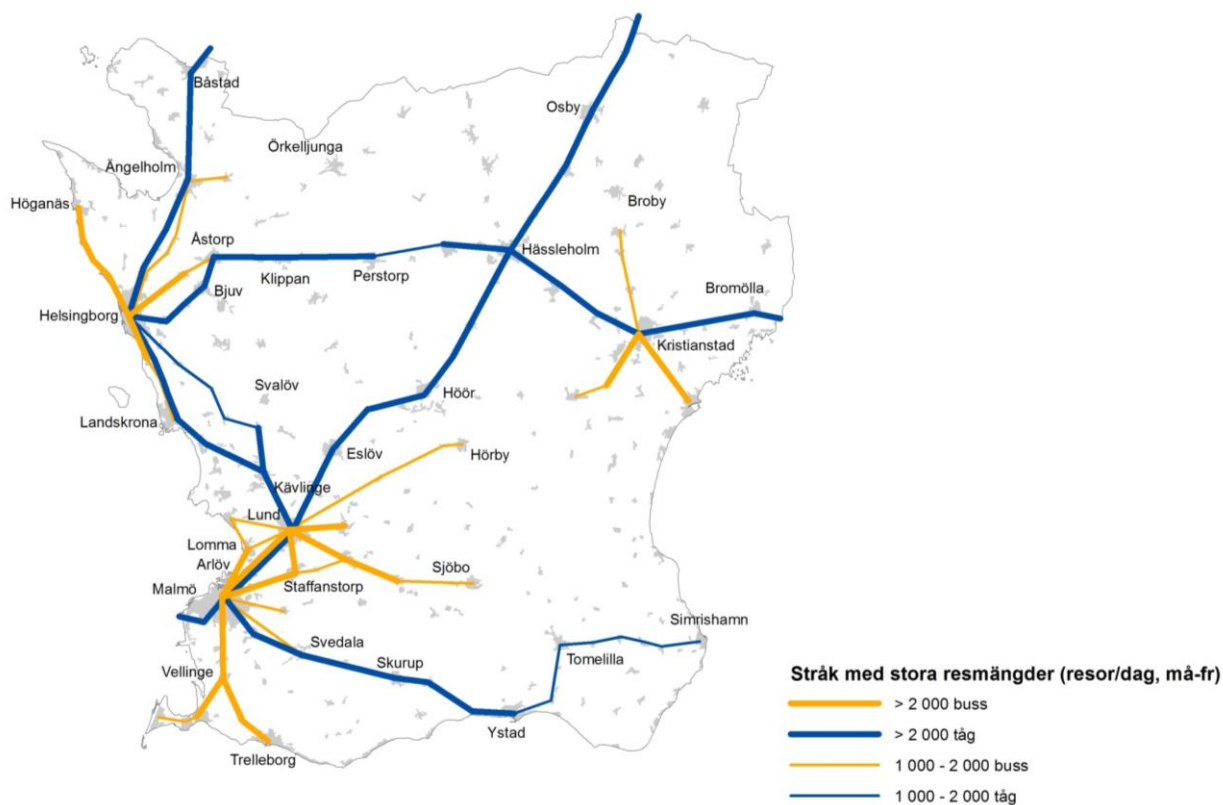 Båstad
Osby
Örkelljunga
Ängelholm
Höganäs
Broby
Åstorp
Hässleholm
Klippan
Perstorp
Bjuv
Bromölla
Helsingborg
Kristianstad
Svalöv
Höör
Landskrona
Eslöv
Hörby
Kävlinge
Lund
Lomma
Arlöv
Sjöbo
Malmö
Staffanstorp
Simrishamn
Svedala
Tomelilla
Skurup
Vellinge
Ystad
Trelleborg
Stråk med stora resmängder (resor/dag, må-fr)
> 2 000 buss
> 2 000 tåg
1 000 - 2 000 buss
1 000 - 2 000 tåg